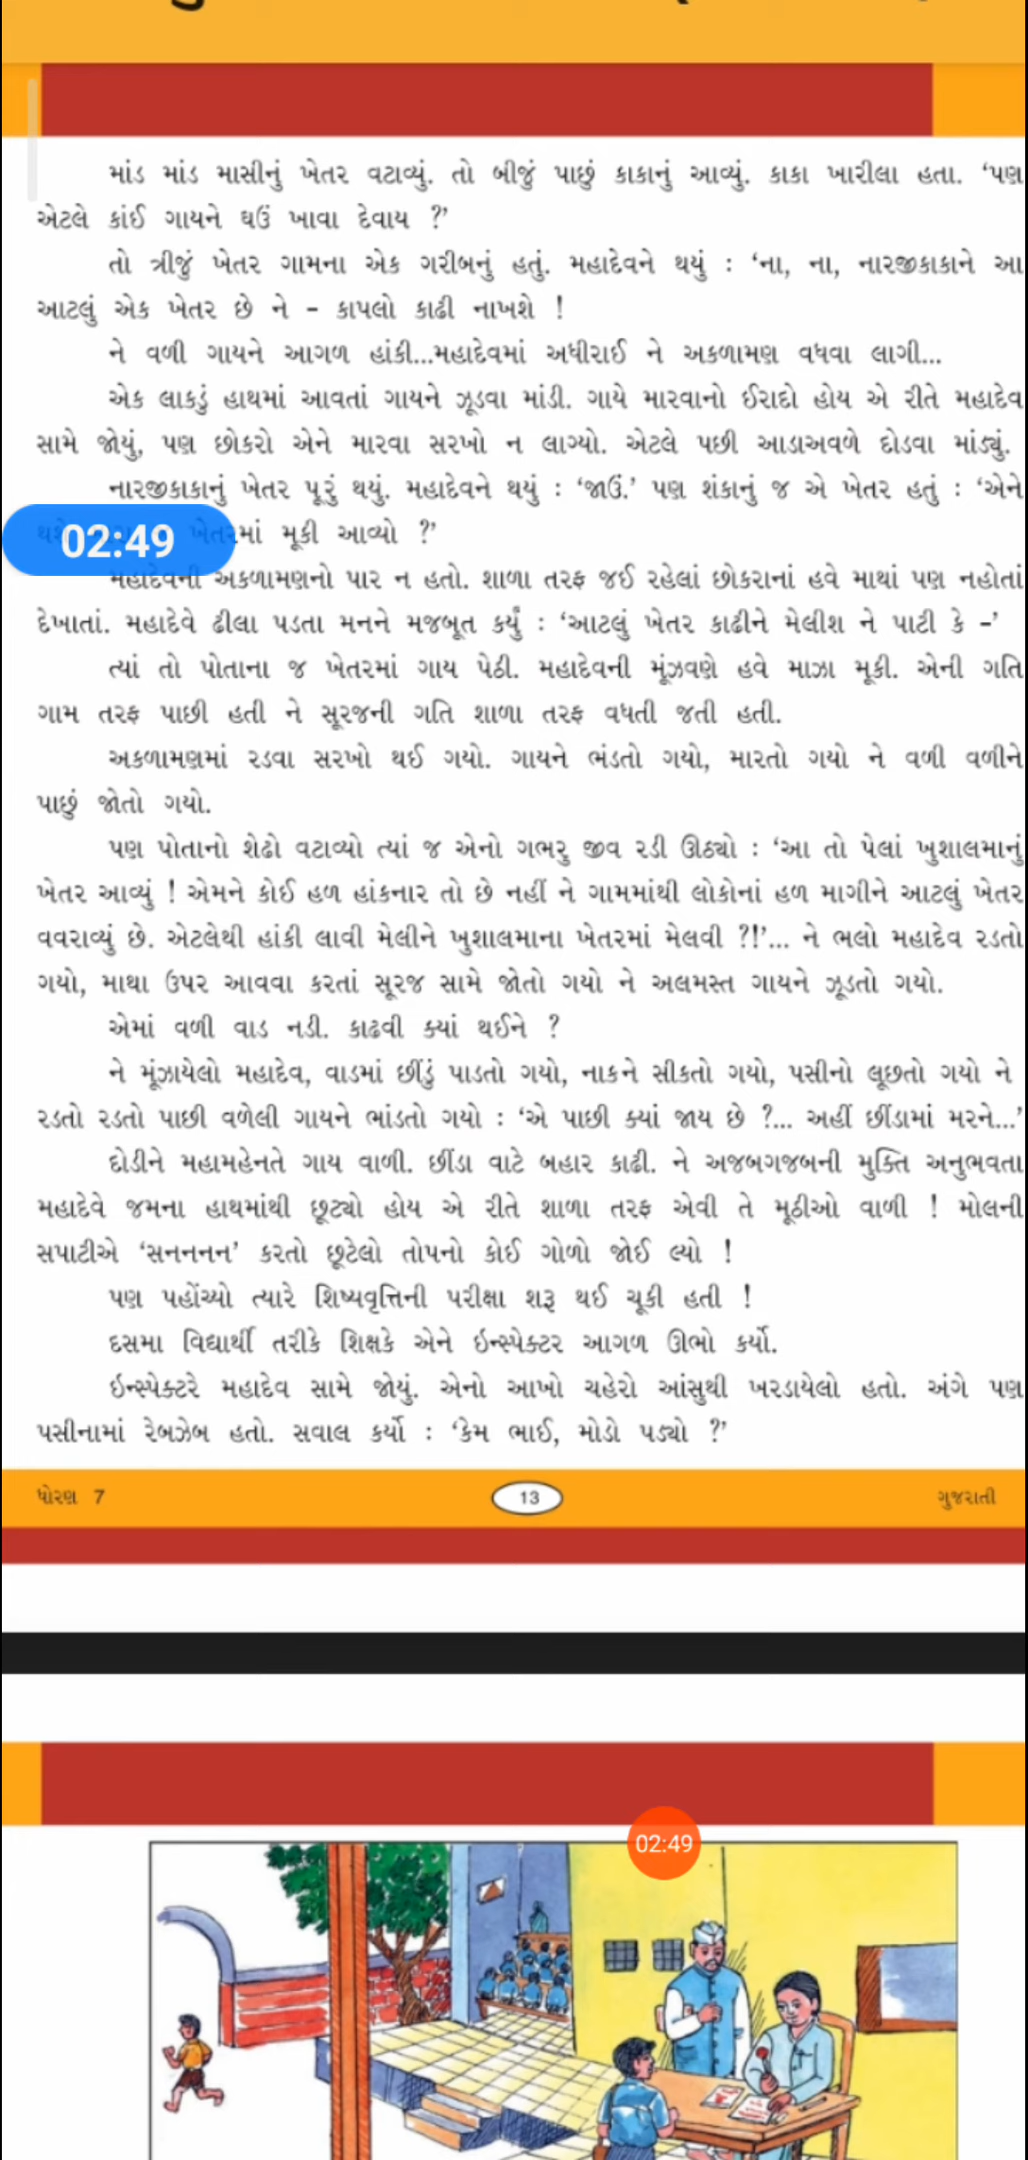 માંડ માંડ માસીનું ખેતર વટાવ્યું. તો બીજું પાછું કાકાનું આવ્યું. કાકા ખારીલા હતા. ‘પણ
એટલે કાંઈ ગાયને ઘઉં ખાવા દેવાય ?’
તો ત્રીજું ખેતર ગામના એક ગરીબનું હતું. મહાદેવને થયું : ‘ના, ના, નારજીકાકાને આ
આટલું એક ખેતર છે ને – કાપલો કાઢી નાખશે !
ને વળી ગાયને આગળ હાંકી...મહાદેવમાં અધીરાઈ ને અકળામણ વધવા લાગી...
એક લાકડું હાથમાં આવતાં ગાયને ઝૂડવા માંડી. ગાયે મારવાનો ઈરાદો હોય એ રીતે મહાદેવ
સામે જોયું, પણ છોકરો એને મારવા સરખો ન લાગ્યો. એટલે પછી આડાઅવળે દોડવા માંડ્યું.
નારજીકાકાનું ખેતર પૂરું થયું. મહાદેવને થયું : ‘જાઉં.’ પણ શંકાનું જ એ ખેતર હતું : ‘એને
02:49
ખેતરમાં મૂકી આવ્યો ?’
મહાદેવની અકળામણનો પાર ન હતો. શાળા તરફ જઈ રહેલાં છોકરાનાં હવે માથાં પણ નહોતાં
દેખાતાં. મહાદેવે ઢીલા પડતા મનને મજબૂત કર્યું : ‘આટલું ખેતર કાઢીને મેલીશ ને પાટી કે –’
ત્યાં તો પોતાના જ ખેતરમાં ગાય પેઠી. મહાદેવની મૂંઝવણે હવે માઝા મૂકી. એની ગતિ
ગામ તરફ પાછી હતી ને સૂરજની ગતિ શાળા તરફ વધતી જતી હતી.
અકળામણમાં રડવા સરખો થઈ ગયો. ગાયને ભંડતો ગયો, મારતો ગયો ને વળી વળીને
પાછું જોતો ગયો.
પણ પોતાનો શેઢો વટાવ્યો ત્યાં જ એનો ગભરુ જીવ રડી ઊઠ્યો : ‘આ તો પેલાં ખુશાલમાનું
ખેતર આવ્યું ! એમને કોઈ હળ હાંકનાર તો છે નહીં ને ગામમાંથી લોકોનાં હળ માગીને આટલું ખેતર
વવરાવ્યું છે. એટલેથી હાંકી લાવી મેલીને ખુશાલમાના ખેતરમાં મેલવી ?!’... ને ભલો મહાદેવ રડતો
ગયો, માથા ઉપર આવવા કરતાં સૂરજ સામે જોતો ગયો ને અલમસ્ત ગાયને ઝૂડતો ગયો.
એમાં વળી વાડ નડી. કાઢવી ક્યાં થઈને ?
ને મૂંઝાયેલો મહાદેવ, વાડમાં છીંડું પાડતો ગયો, નાકને સીકતો ગયો, પસીનો લૂછતો ગયો ને
રડતો રડતો પાછી વળેલી ગાયને ભાંડતો ગયો : ‘એ પાછી ક્યાં જાય છે ?... અહીં છીંડામાં મરને...’
દોડીને મહામહેનતે ગાય વાળી. છીંડા વાટે બહાર કાઢી. ને અજબગજબની મુક્તિ અનુભવતા
મહાદેવે જમના હાથમાંથી છૂટ્યો હોય એ રીતે શાળા તરફ એવી તે મૂઠીઓ વાળી ! મોલની
સપાટીએ ‘સનનનન’ કરતો છૂટેલો તોપનો કોઈ ગોળો જોઈ લ્યો !
પણ પહોંચ્યો ત્યારે શિષ્યવૃત્તિની પરીક્ષા શરૂ થઈ ચૂકી હતી !
દસમા વિદ્યાર્થી તરીકે શિક્ષકે એને ઇન્સ્પેક્ટર આગળ ઊભો કર્યો.
ઇન્સ્પેક્ટરે મહાદેવ સામે જોયું. એનો આખો ચહેરો આંસુથી ખરડાયેલો હતો. અંગે પણ
પસીનામાં રેબઝેબ હતો. સવાલ કર્યો : ‘કેમ ભાઈ, મોડો પડ્યો ?’
ધોરણ 7
13
ગુજરાતી
02:49